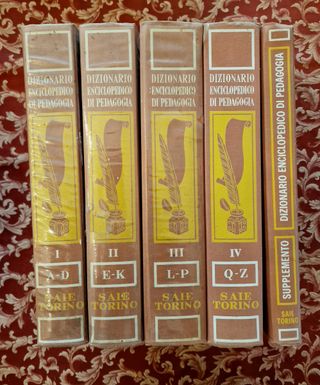 DIZIONARIO
ENCICLOPEDICO
DI PEDAGOGIA
I
A-D
SAIE
TORINO
DIZIONARIO
ENCICLOPEDICO
DI PEDAGOGIA
II
E-K
SAIE
TORINO
DIZIONARIO
ENCICLOPEDICO
DI PEDAGOGIA
III
L-P
SAIE
TORINO
DIZIONARIO
ENCICLOPEDICO
DI PEDAGOGIA
IV
Q-Z
SAIE
TORINO
SUPPLEMENTO
DIZIONARIO ENCICLOPEDICO DI PEDAGOGIA
SAIE
TORINO